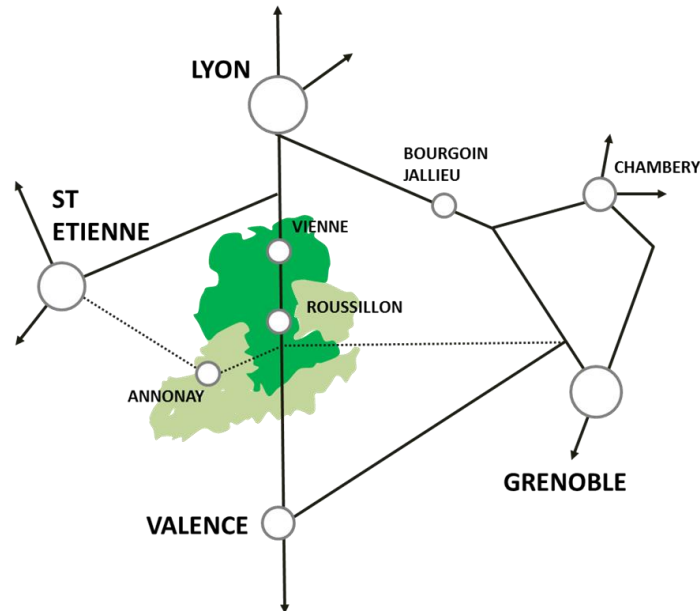 LYON
BOURGOIN
JALLIEU
CHAMBERY
ST
ETIENNE
VIENNE
ROUSSILLON
ANNONAY
GRENOBLE
VALENCE